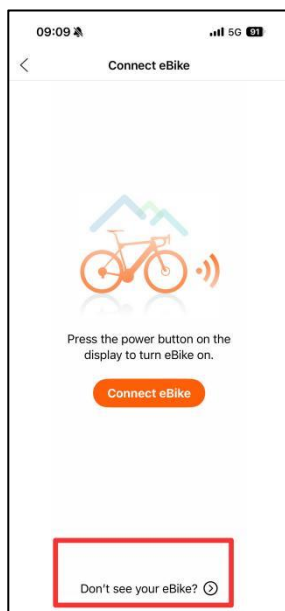 09:09
5G 91
Connect eBike
Press the power button on the
display to turn eBike on.
Connect eBike
Don't see your eBike?